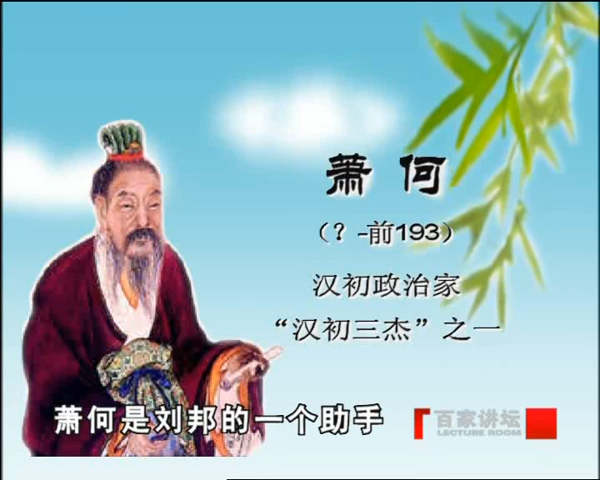 萧何
（？-前193）
汉初政治家
“汉初三杰”之一
萧何是刘邦的一个助手
百家讲坛
LECTURE ROOM